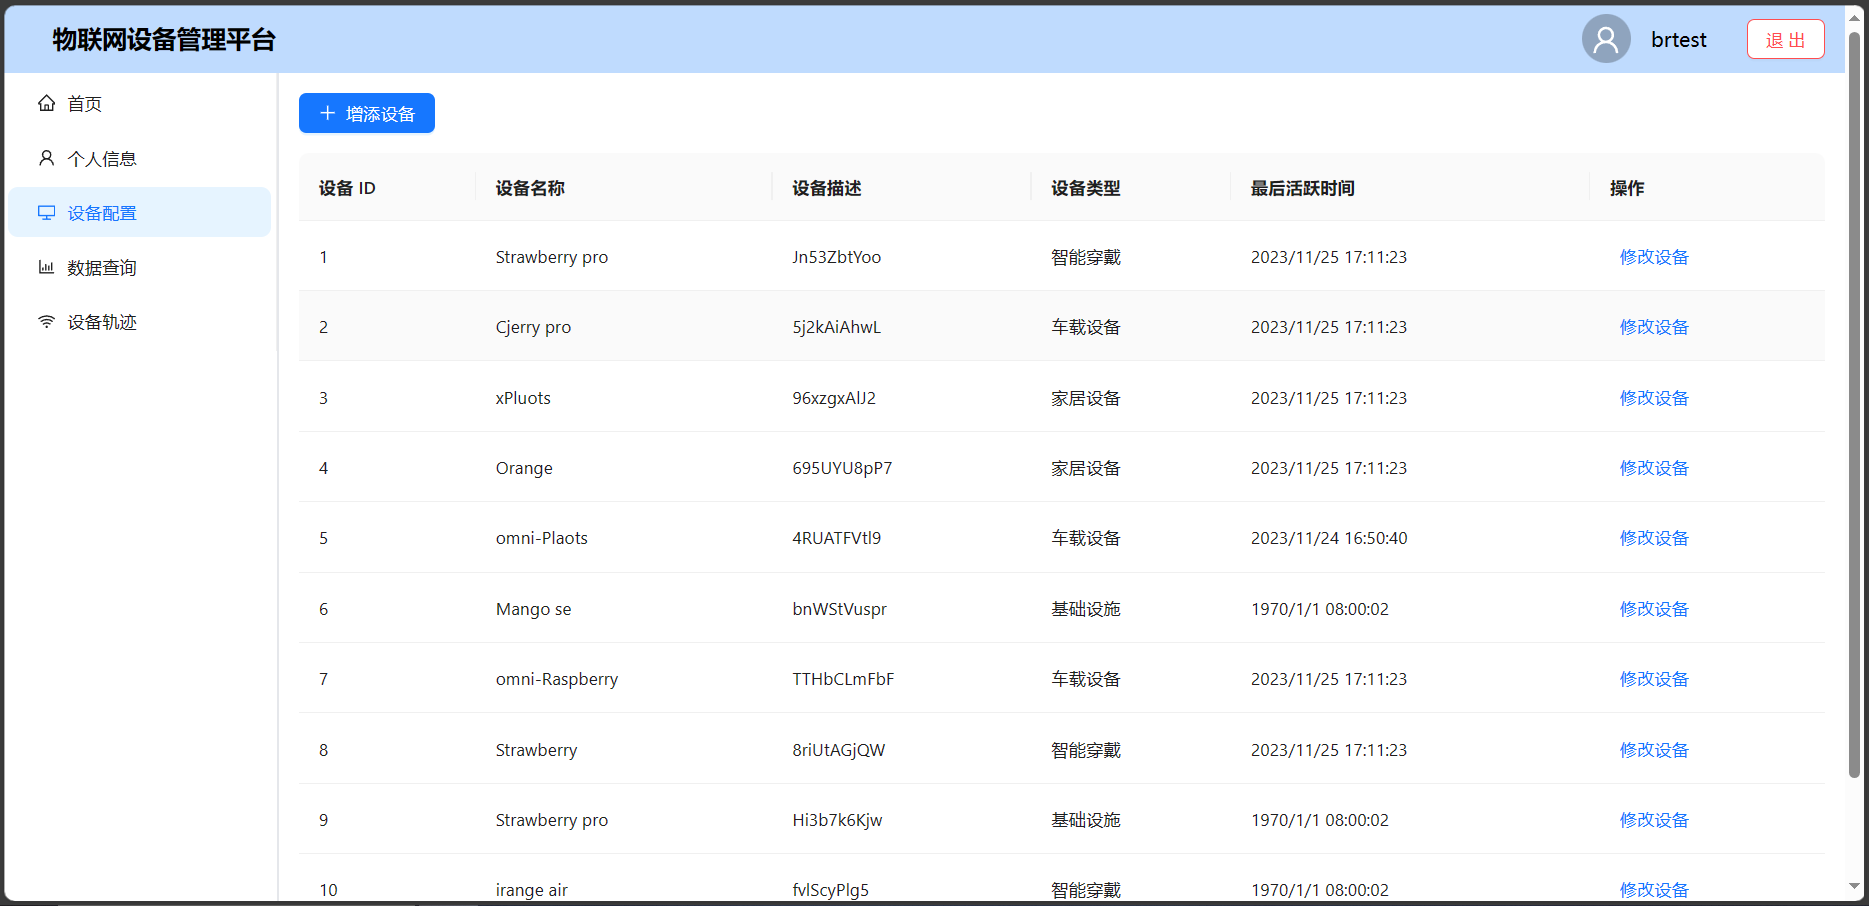 物联网设备管理平台
brtest
退 出
首页
个人信息
设备配置
数据查询
设备轨迹
增添设备
设备 ID 设备名称 设备描述 设备类型 最后活跃时间 操作
1 Strawberry pro Jn53ZbtYoo 智能穿戴 2023/11/25 17:11:23 修改设备
2 Cjerry pro 5j2kAiAhwL 车载设备 2023/11/25 17:11:23 修改设备
3 xPluots 96xzgxAlJ2 家居设备 2023/11/25 17:11:23 修改设备
4 Orange 695UYU8pP7 家居设备 2023/11/25 17:11:23 修改设备
5 omni-Plaots 4RUATFVtl9 车载设备 2023/11/24 16:50:40 修改设备
6 Mango se bnWStVuspr 基础设施 1970/1/1 08:00:02 修改设备
7 omni-Raspberry TTHbCLmFbF 车载设备 2023/11/25 17:11:23 修改设备
8 Strawberry 8riUtAGjQW 智能穿戴 2023/11/25 17:11:23 修改设备
9 Strawberry pro Hi3b7k6Kjw 基础设施 1970/1/1 08:00:02 修改设备
10 irange air fvlScyPlg5 智能穿戴 1970/1/1 08:00:02 修改设备